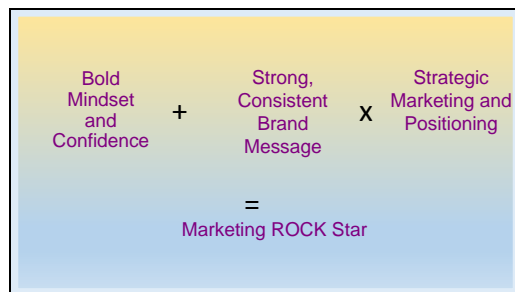 Bold
Mindset
and
Confidence
+
Strong,
Consistent
Brand
Message
x
Strategic
Marketing and
Positioning
=
Marketing ROCK Star